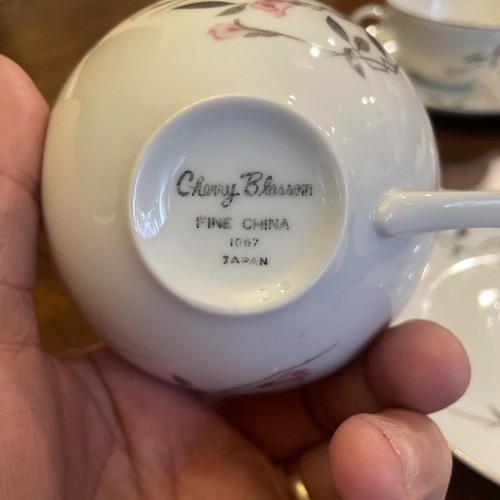 Cherry Blossom
FINE CHINA
1067
JAPAN